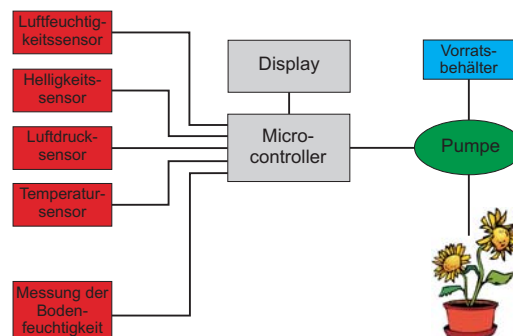 Luftfeuchtig-
keitssensor
Helligkeits-
sensor
Luftdruck-
sensor
Temperatur-
sensor
Messung der
Boden-
feuchtigkeit
Display
Micro-
controller
Vorrats-
behälter
Pumpe